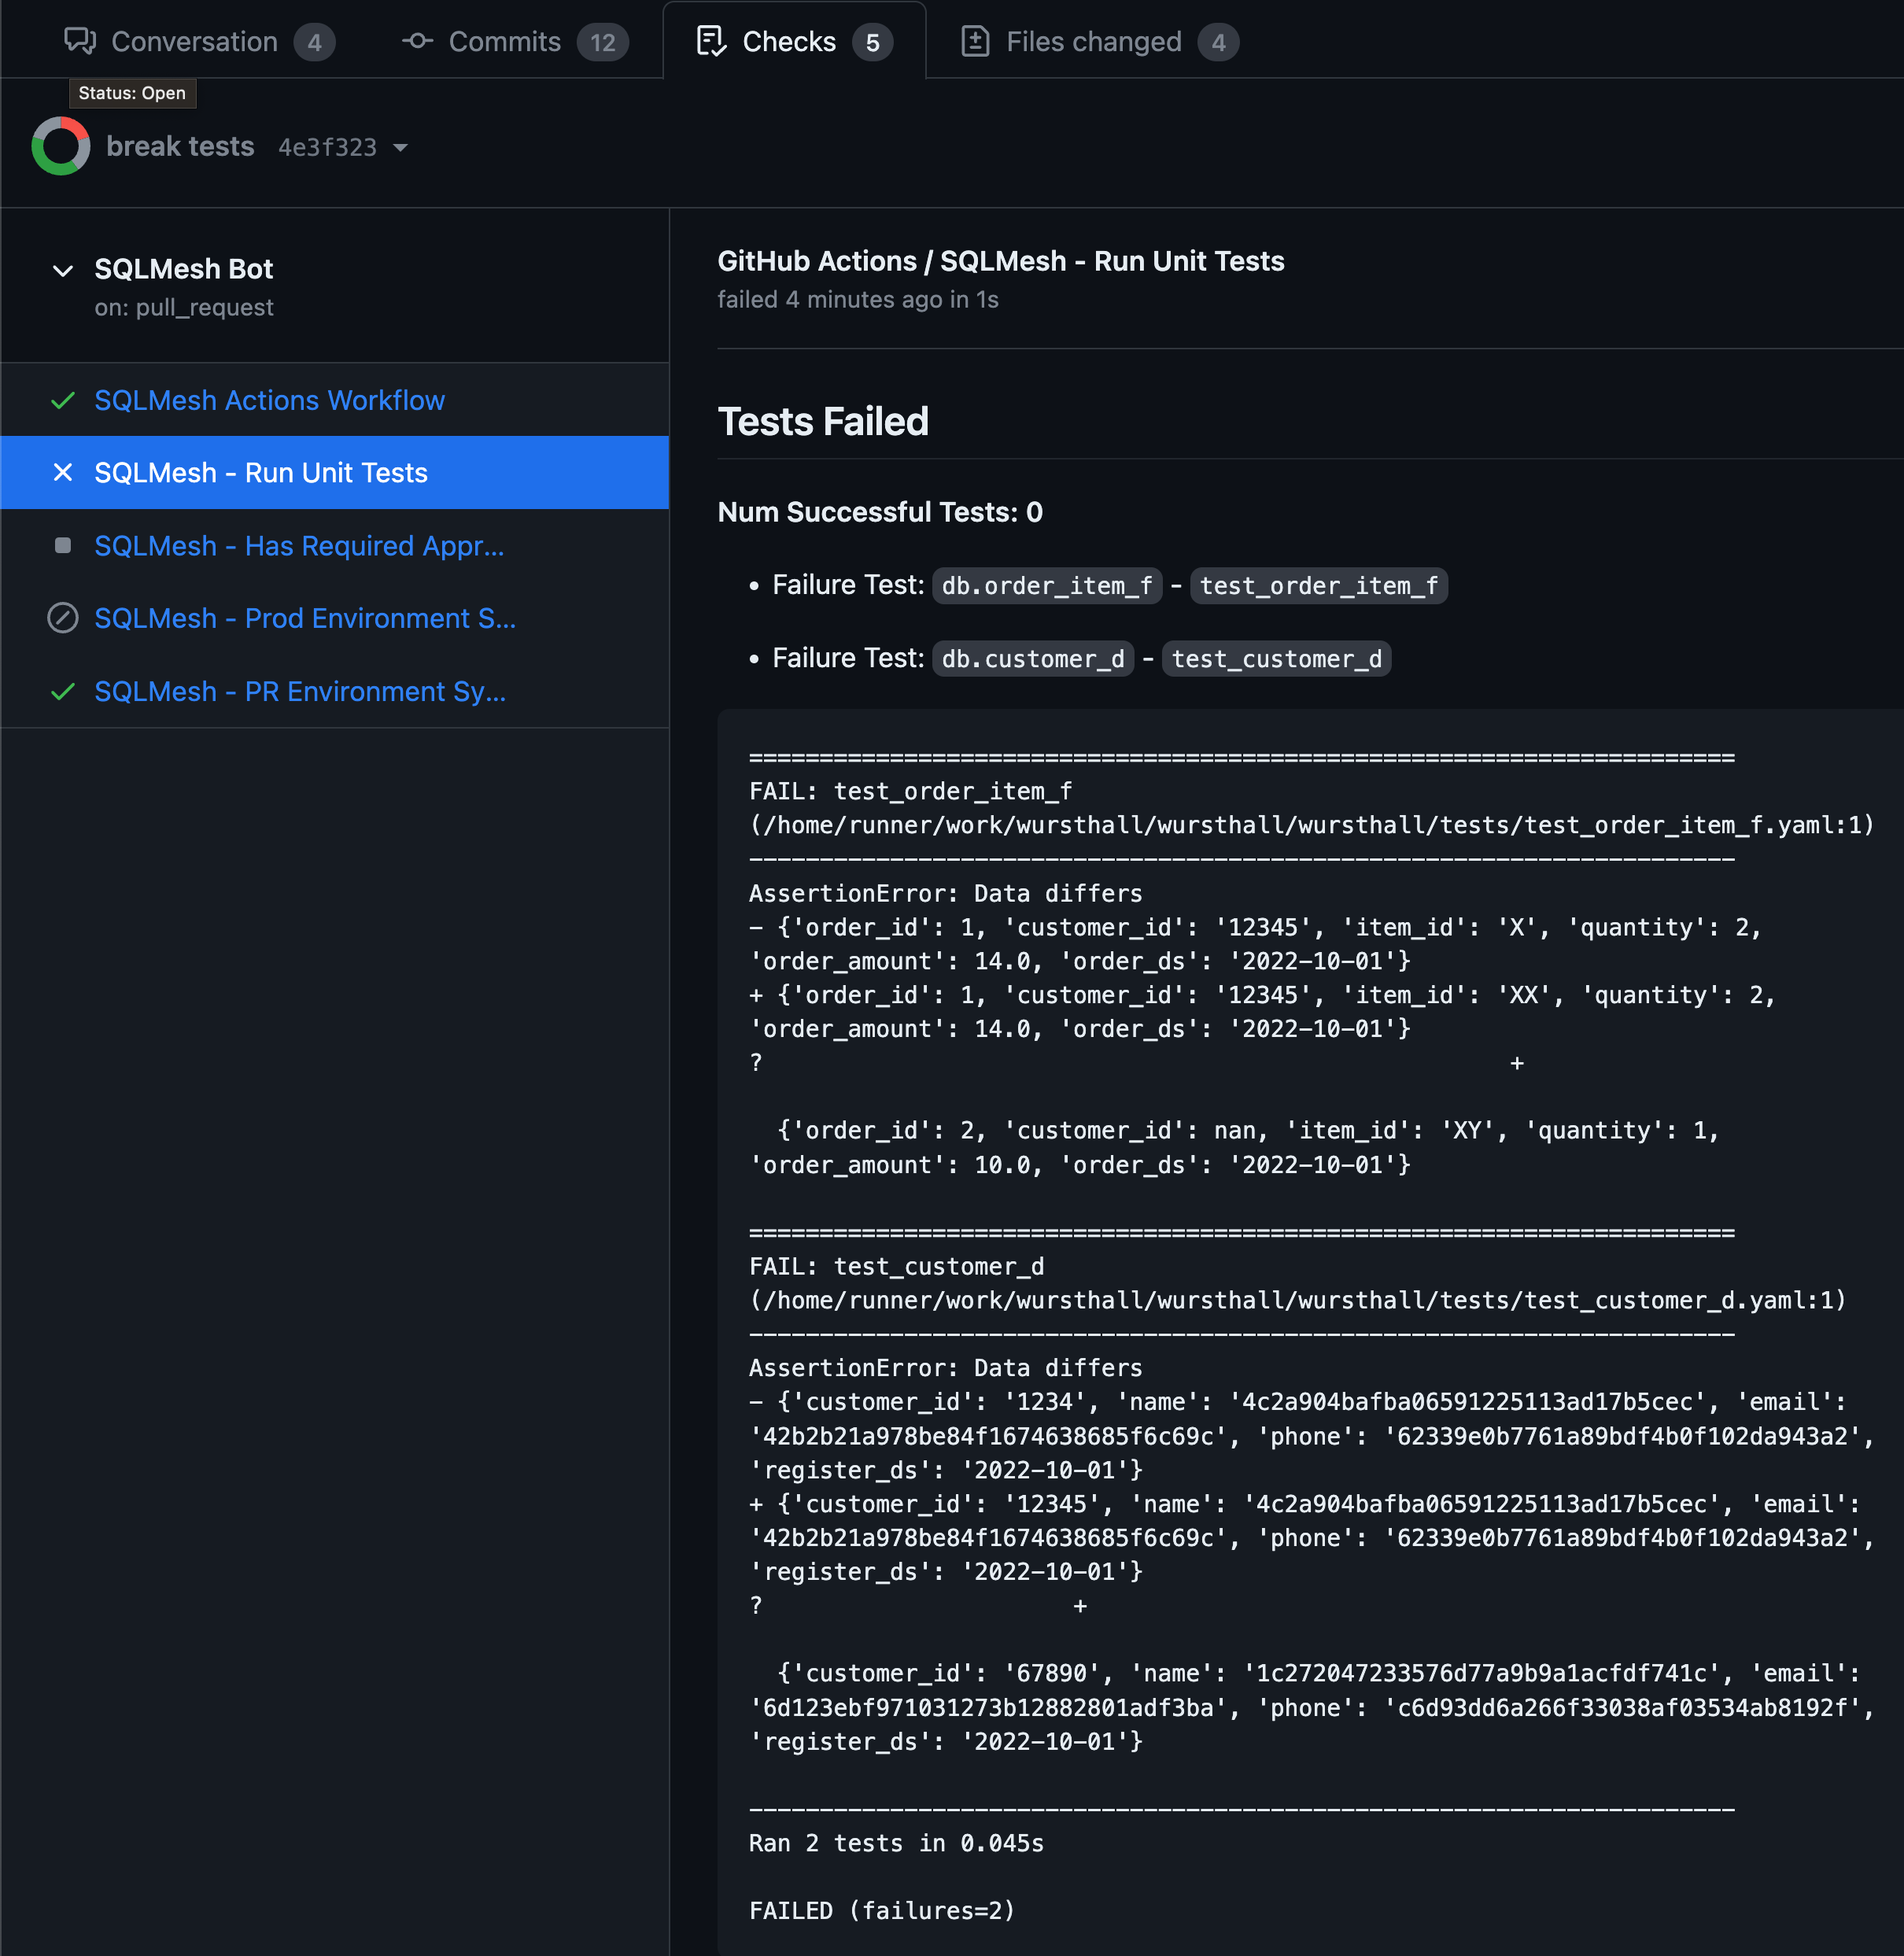 Conversation 4
Commits 12
Checks 5
Files changed 4
Status: Open
break tests 4e3f323
SQLMesh Bot
on: pull_request
SQLMesh Actions Workflow
SQLMesh - Run Unit Tests
SQLMesh - Has Required Appr...
SQLMesh - Prod Environment S...
SQLMesh - PR Environment Sy...
GitHub Actions / SQLMesh - Run Unit Tests
failed 4 minutes ago in 1s
Tests Failed
Num Successful Tests: 0
• Failure Test: db.order_item_f - test_order_item_f
• Failure Test: db.customer_d - test_customer_d
======================================================================
FAIL: test_order_item_f
(/home/runner/work/wursthall/wursthall/wursthall/tests/test_order_item_f.yaml:1)
----------------------------------------------------------------------
AssertionError: Data differs
- {'order_id': 1, 'customer_id': '12345', 'item_id': 'X', 'quantity': 2,
'order_amount': 14.0, 'order_ds': '2022-10-01'}
+ {'order_id': 1, 'customer_id': '12345', 'item_id': 'XX', 'quantity': 2,
'order_amount': 14.0, 'order_ds': '2022-10-01'}
?                                                      +
  {'order_id': 2, 'customer_id': nan, 'item_id': 'XY', 'quantity': 1,
'order_amount': 10.0, 'order_ds': '2022-10-01'}
======================================================================
FAIL: test_customer_d
(/home/runner/work/wursthall/wursthall/wursthall/tests/test_customer_d.yaml:1)
----------------------------------------------------------------------
AssertionError: Data differs
- {'customer_id': '1234', 'name': '4c2a904bafba06591225113ad17b5cec', 'email':
'42b2b21a978be84f1674638685f6c69c', 'phone': '62339e0b7761a89bdf4b0f102da943a2',
'register_ds': '2022-10-01'}
+ {'customer_id': '12345', 'name': '4c2a904bafba06591225113ad17b5cec', 'email':
'42b2b21a978be84f1674638685f6c69c', 'phone': '62339e0b7761a89bdf4b0f102da943a2',
'register_ds': '2022-10-01'}
?                      +
  {'customer_id': '67890', 'name': '1c272047233576d77a9b9a1acfdf741c', 'email':
'6d123ebf971031273b12882801adf3ba', 'phone': 'c6d93dd6a266f33038af03534ab8192f',
'register_ds': '2022-10-01'}
----------------------------------------------------------------------
Ran 2 tests in 0.045s
FAILED (failures=2)